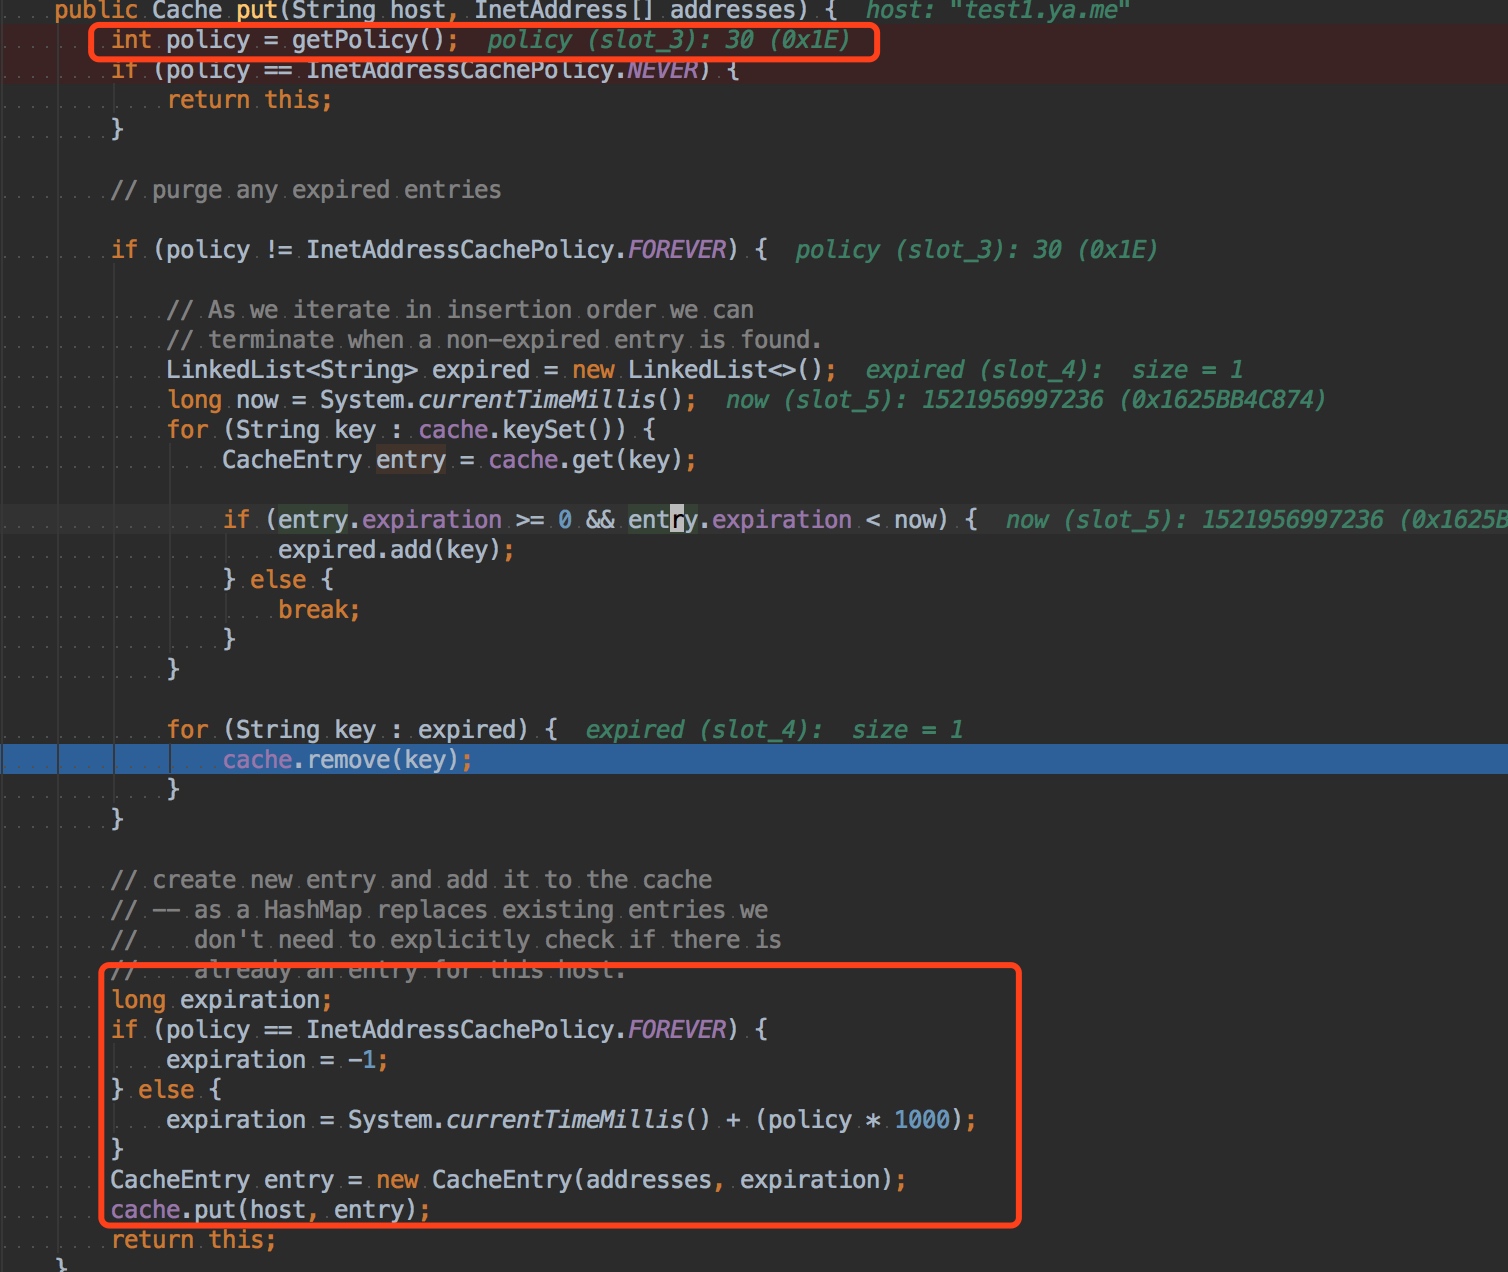 public Cache put(String host, InetAddress[] addresses) {  host: "test1.ya.me"
    int policy = getPolicy();  policy (slot_3): 30 (0x1E)
    if (policy == InetAddressCachePolicy.NEVER) {
        return this;
    }
    // purge any expired entries
    if (policy != InetAddressCachePolicy.FOREVER) {  policy (slot_3): 30 (0x1E)
        // As we iterate in insertion order we can
        // terminate when a non-expired entry is found.
        LinkedList<String> expired = new LinkedList<>();  expired (slot_4):  size = 1
        long now = System.currentTimeMillis();  now (slot_5): 1521956997236 (0x1625BB4C874)
        for (String key : cache.keySet()) {
            CacheEntry entry = cache.get(key);
            if (entry.expiration >= 0 && entry.expiration < now) {  now (slot_5): 1521956997236 (0x1625B
                expired.add(key);
            } else {
                break;
            }
        }
        for (String key : expired) {  expired (slot_4):  size = 1
            cache.remove(key);
        }
    }
    // create new entry and add it to the cache
    // -- as a HashMap replaces existing entries we
    //    don't need to explicitly check if there is
    //    already an entry for this host.
    long expiration;
    if (policy == InetAddressCachePolicy.FOREVER) {
        expiration = -1;
    } else {
        expiration = System.currentTimeMillis() + (policy * 1000);
    }
    CacheEntry entry = new CacheEntry(addresses, expiration);
    cache.put(host, entry);
    return this;
}